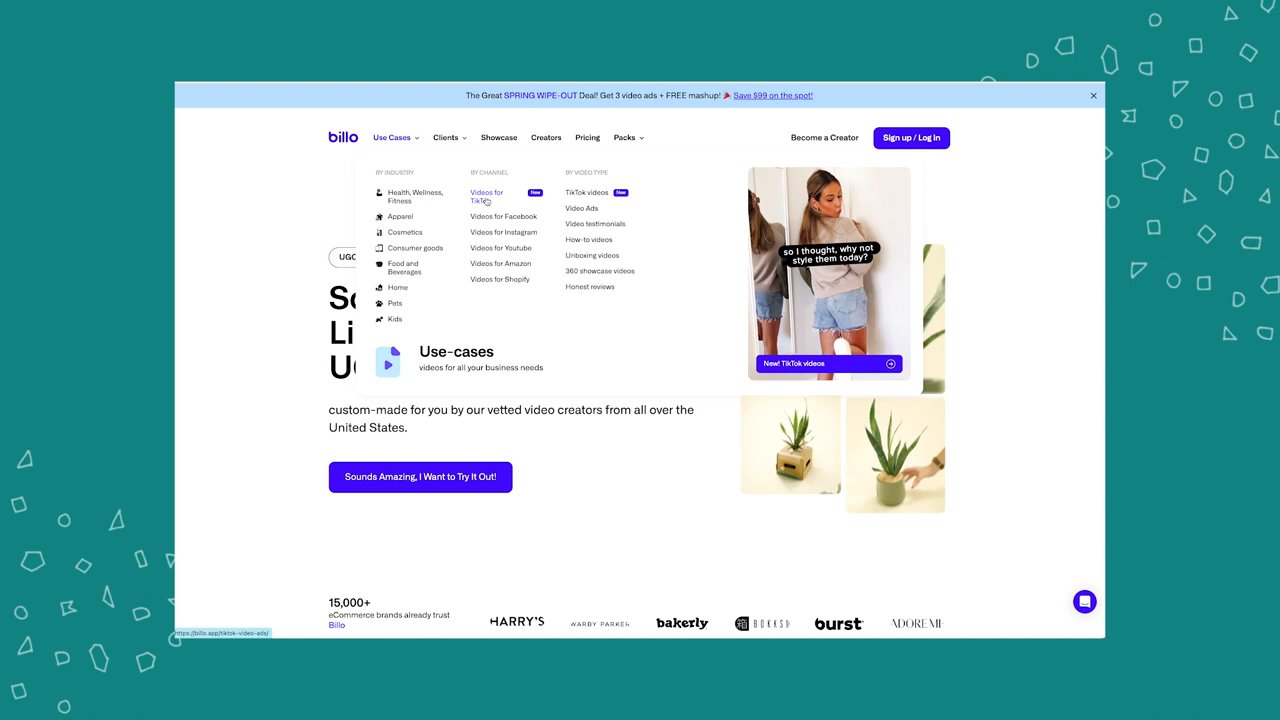 The Great SPRING WIPE-OUT Deal! Get 3 video ads + FREE mashup! 🎉 Save $99 on the spot!
billo
Use Cases
Clients
Showcase
Creators
Pricing
Packs
Become a Creator
Sign up / Log in
BY INDUSTRY
Health, Wellness,
Fitness
Apparel
Cosmetics
Consumer goods
Food and
Beverages
Home
Pets
Kids
BY CHANNEL
Videos for
TikTok
New
Videos for Facebook
Videos for Instagram
Videos for Youtube
Videos for Amazon
Videos for Shopify
BY VIDEO TYPE
TikTok videos New
Video Ads
Video testimonials
How-to videos
Unboxing videos
360 showcase videos
Honest reviews
so I thought, why not
style them today?
New! TikTok videos
Use-cases
videos for all your business needs
UGC
So
Li
custom-made for you by our vetted video creators from all over the
United States.
Sounds Amazing, I Want to Try It Out!
15,000+
eCommerce brands already trust
Billo
HARRY'S
WARBY PARKER
bakerly
BOKKSU
burst
ADORE ME
https://billo.app/tiktok-video-ads/